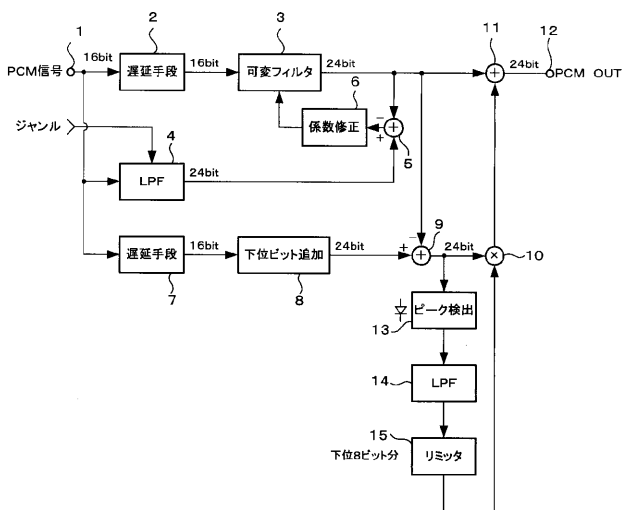 1
2
3
11
12
PCM信号
16bit
遅延手段
16bit
可変フィルタ
24bit
24bit
PCM OUT
6
ジャンル
係数修正
−
+
5
4
LPF
24bit
9
−
遅延手段
16bit
下位ビット追加
24bit
+
24bit
10
7
8
ピーク検出
13
14
LPF
15
下位8ビット分
リミッタ